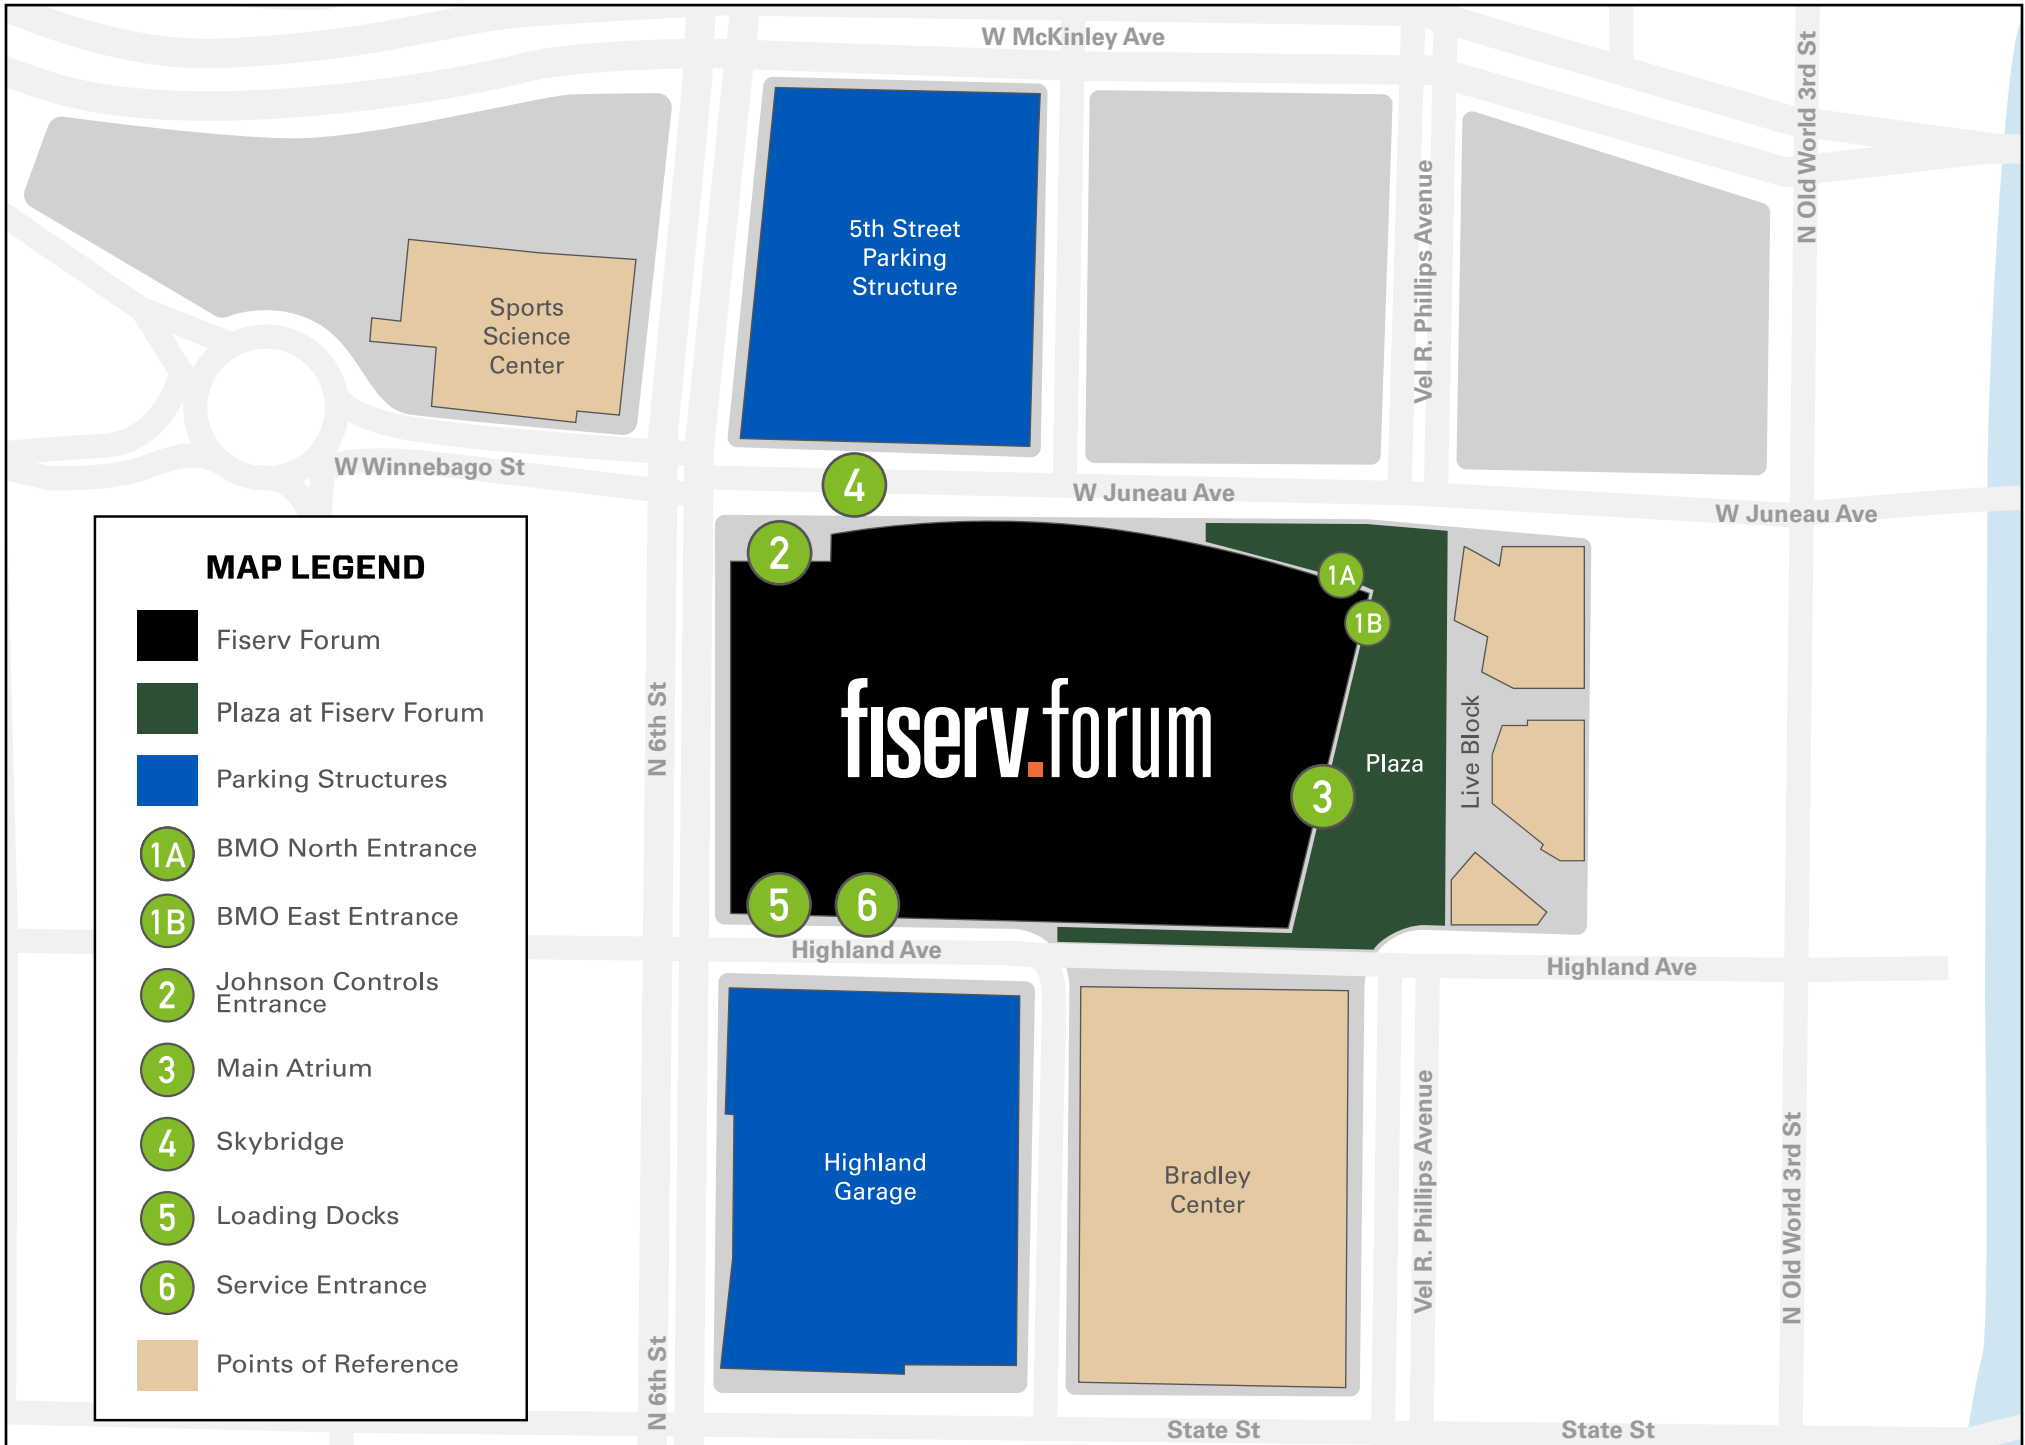 W McKinley Ave
N Old World 3rd St
5th Street
Parking
Structure
Vel R. Phillips Avenue
Sports
Science
Center
W Winnebago St
4
W Juneau Ave
W Juneau Ave
2
1A
1B
fiserv.forum
N 6th St
Plaza
Live Block
3
5
6
Highland Ave
Highland Ave
Highland
Garage
Bradley
Center
Vel R. Phillips Avenue
N Old World 3rd St
N 6th St
State St
State St
MAP LEGEND
Fiserv Forum
Plaza at Fiserv Forum
Parking Structures
1A BMO North Entrance
1B BMO East Entrance
2 Johnson Controls
Entrance
3 Main Atrium
4 Skybridge
5 Loading Docks
6 Service Entrance
Points of Reference